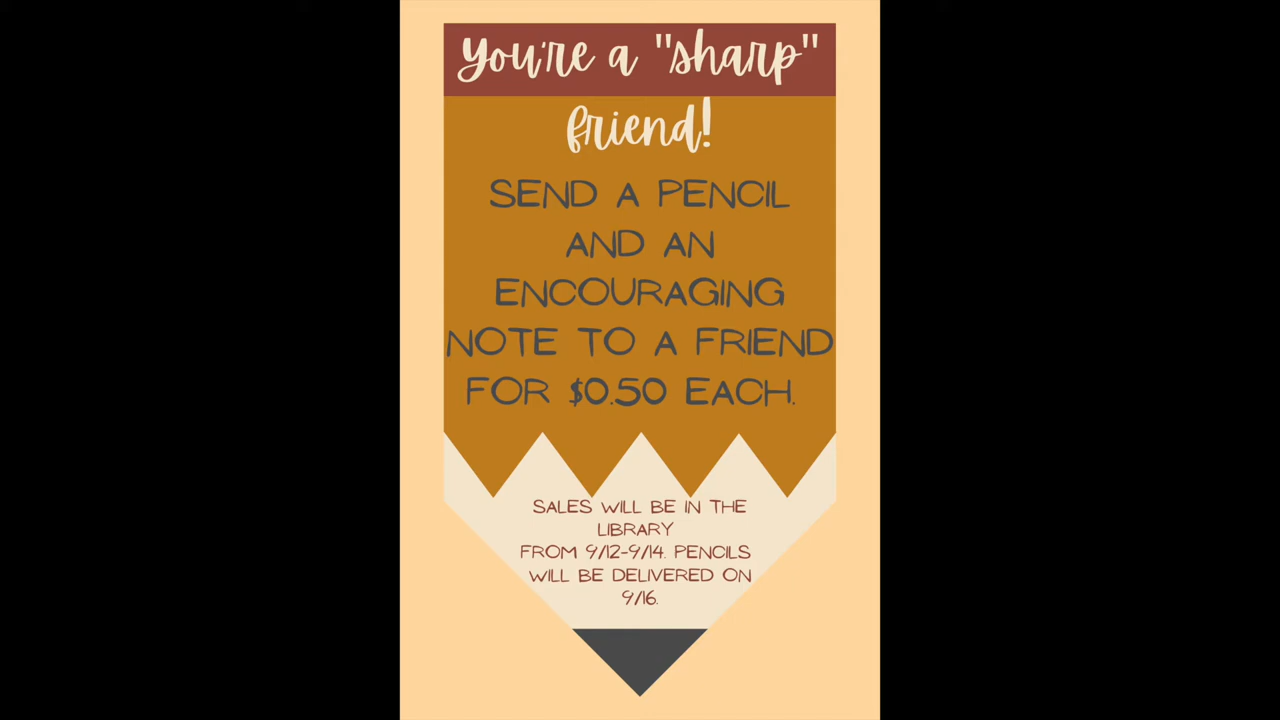 You're a "sharp"
friend!
SEND A PENCIL
AND AN
ENCOURAGING
NOTE TO A FRIEND
FOR $0.50 EACH.
SALES WILL BE IN THE
LIBRARY
FROM 9/12-9/14. PENCILS
WILL BE DELIVERED ON
9/16.